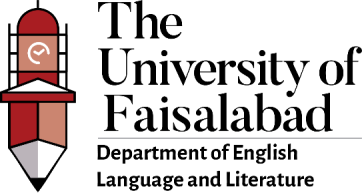 The
University of
Faisalabad
Department of English
Language and Literature